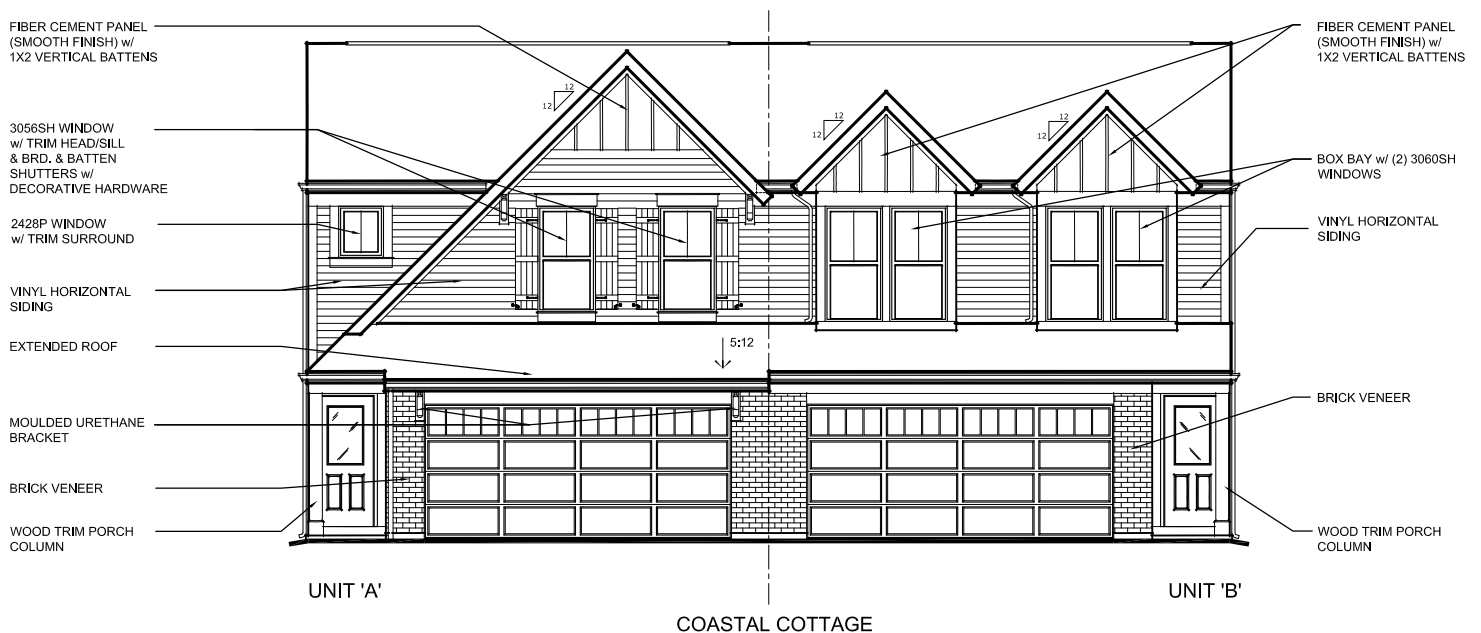 FIBER CEMENT PANEL
(SMOOTH FINISH) w/
1X2 VERTICAL BATTENS
3056SH WINDOW
w/ TRIM HEAD/SILL
& BRD. & BATTEN
SHUTTERS w/
DECORATIVE HARDWARE
2428P WINDOW
w/ TRIM SURROUND
VINYL HORIZONTAL
SIDING
EXTENDED ROOF
MOULDED URETHANE
BRACKET
BRICK VENEER
WOOD TRIM PORCH
COLUMN
12
12
12
12
12
12
5:12
FIBER CEMENT PANEL
(SMOOTH FINISH) w/
1X2 VERTICAL BATTENS
BOX BAY w/ (2) 3060SH
WINDOWS
VINYL HORIZONTAL
SIDING
BRICK VENEER
WOOD TRIM PORCH
COLUMN
UNIT 'A'
UNIT 'B'
COASTAL COTTAGE